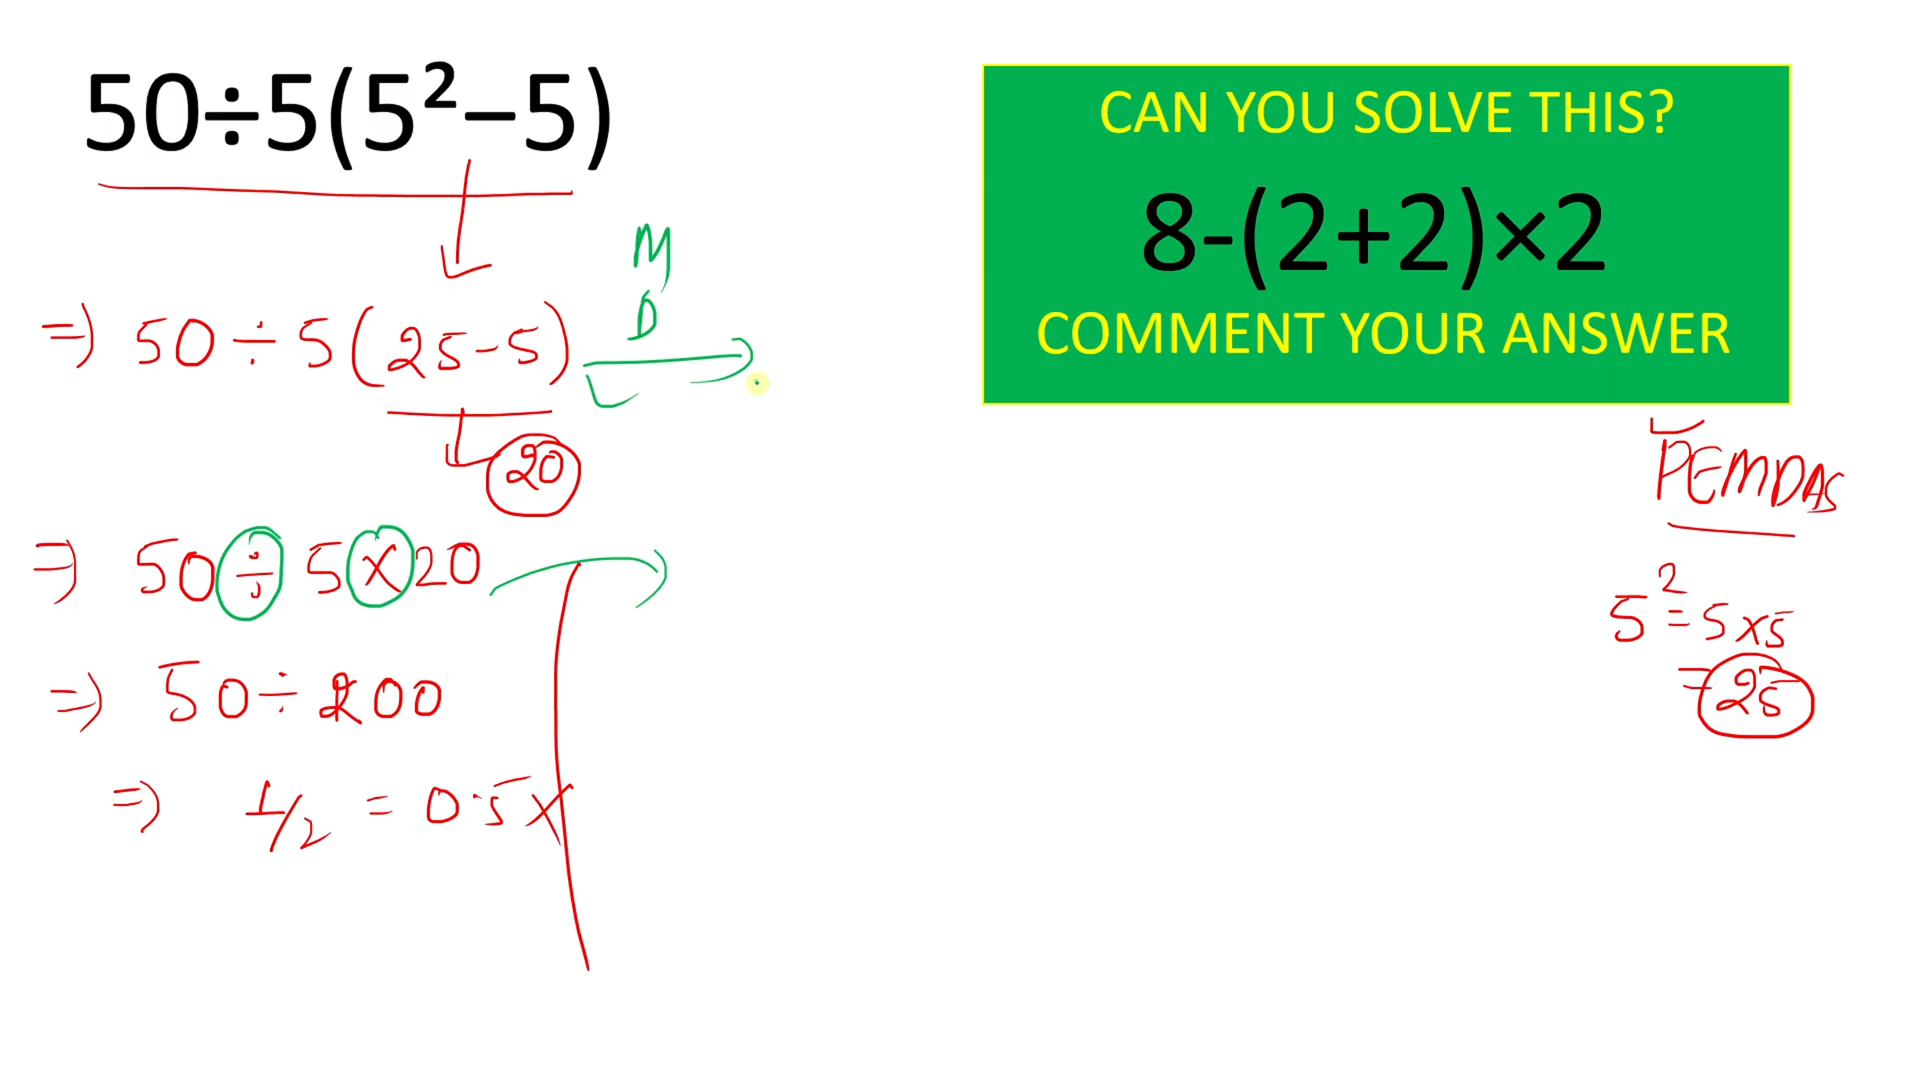 50÷5(5²–5)
=) 50 ÷ 5 (25 - 5)
20
=) 50 ÷ 5 × 20
=) 50 ÷ 200
=) 1/2 = 0.5 ×
M
D
CAN YOU SOLVE THIS?
8-(2+2)×2
COMMENT YOUR ANSWER
PEMDAS
5² = 5 × 5
= 25